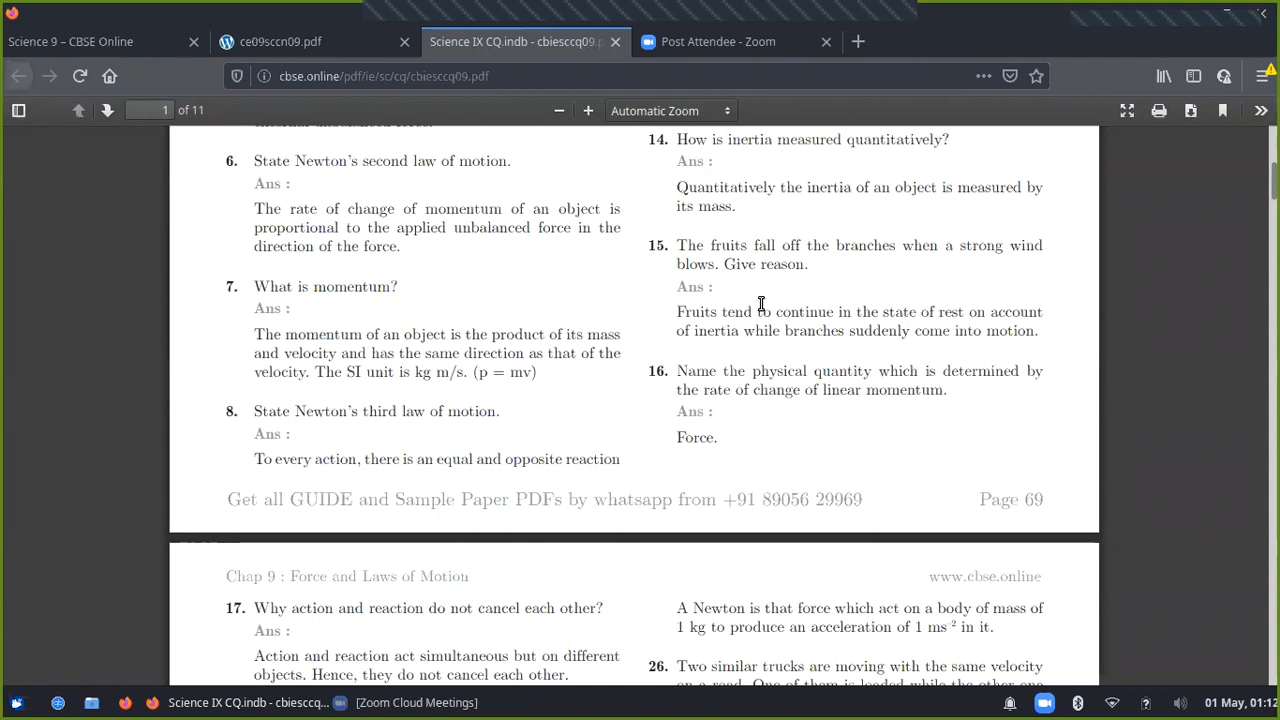 Science 9 – CBSE Online
ce09sccn09.pdf
Science IX CQ.indb - cbiesccq09.p
Post Attendee - Zoom
cbse.online/pdf/ie/sc/cq/cbiesccq09.pdf
1 of 11
Automatic Zoom
6. State Newton's second law of motion.
Ans :
The rate of change of momentum of an object is
proportional to the applied unbalanced force in the
direction of the force.
7. What is momentum?
Ans :
The momentum of an object is the product of its mass
and velocity and has the same direction as that of the
velocity. The SI unit is kg m/s. (p = mv)
8. State Newton's third law of motion.
Ans :
To every action, there is an equal and opposite reaction
14. How is inertia measured quantitatively?
Ans :
Quantitatively the inertia of an object is measured by
its mass.
15. The fruits fall off the branches when a strong wind
blows. Give reason.
Ans :
Fruits tend to continue in the state of rest on account
of inertia while branches suddenly come into motion.
16. Name the physical quantity which is determined by
the rate of change of linear momentum.
Ans :
Force.
Get all GUIDE and Sample Paper PDFs by whatsapp from +91 89056 29969
Page 69
Chap 9 : Force and Laws of Motion
www.cbse.online
17. Why action and reaction do not cancel each other?
Ans :
Action and reaction act simultaneous but on different
objects. Hence, they do not cancel each other.
A Newton is that force which act on a body of mass of
1 kg to produce an acceleration of 1 ms⁻² in it.
26. Two similar trucks are moving with the same velocity
on a road. One of them is loaded while the other one
Science IX CQ.indb - cbiesccq...
[Zoom Cloud Meetings]
01 May, 01:12